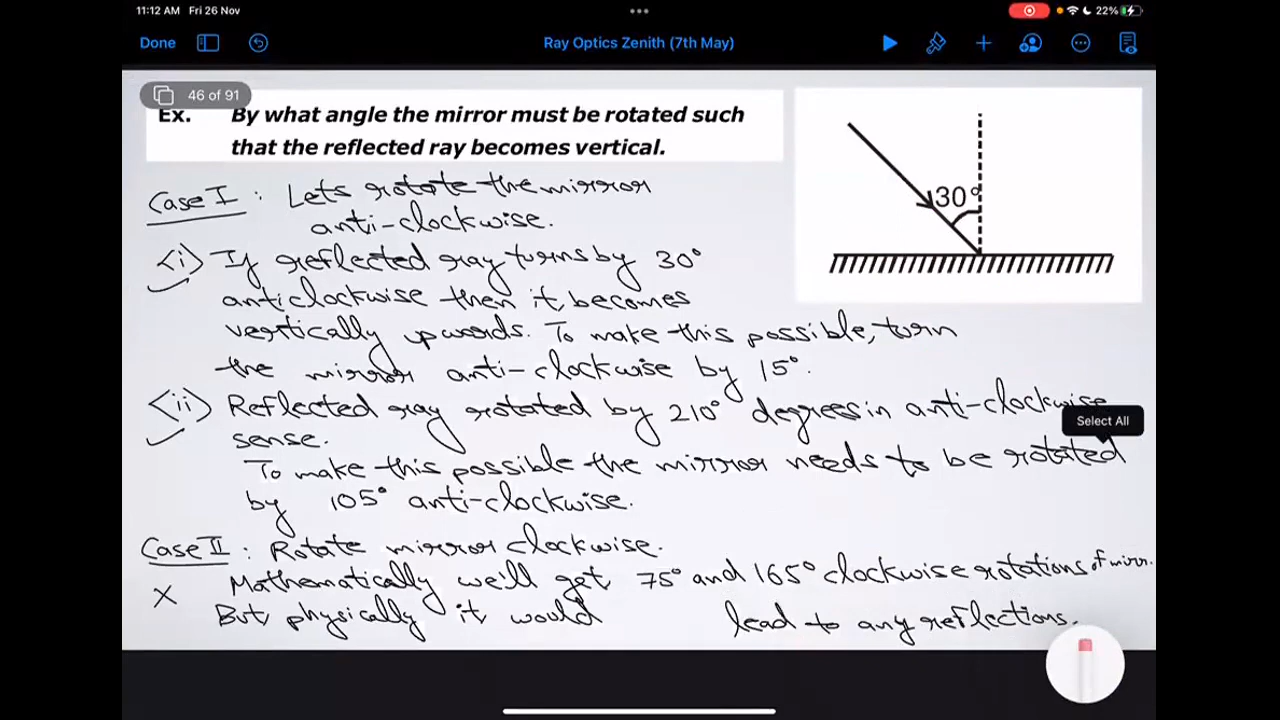 11:12 AM Fri 26 Nov
22%
Done
Ray Optics Zenith (7th May)
46 of 91
Ex. By what angle the mirror must be rotated such
that the reflected ray becomes vertical.
30°
Case I : Lets rotate the mirror
anti-clockwise.
<i> If reflected ray turns by 30°
anticlockwise then it becomes
vertically upwards. To make this possible, turn
the mirror anti-clockwise by 15°.
<ii> Reflected ray rotated by 210° degrees in anti-clockwise
sense.
Select All
To make this possible the mirror needs to be rotated
by 105° anti-clockwise.
Case II : Rotate mirror clockwise.
X Mathematically we'll get 75° and 165° clockwise rotations of mirr.
But physically it would lead to any reflections.